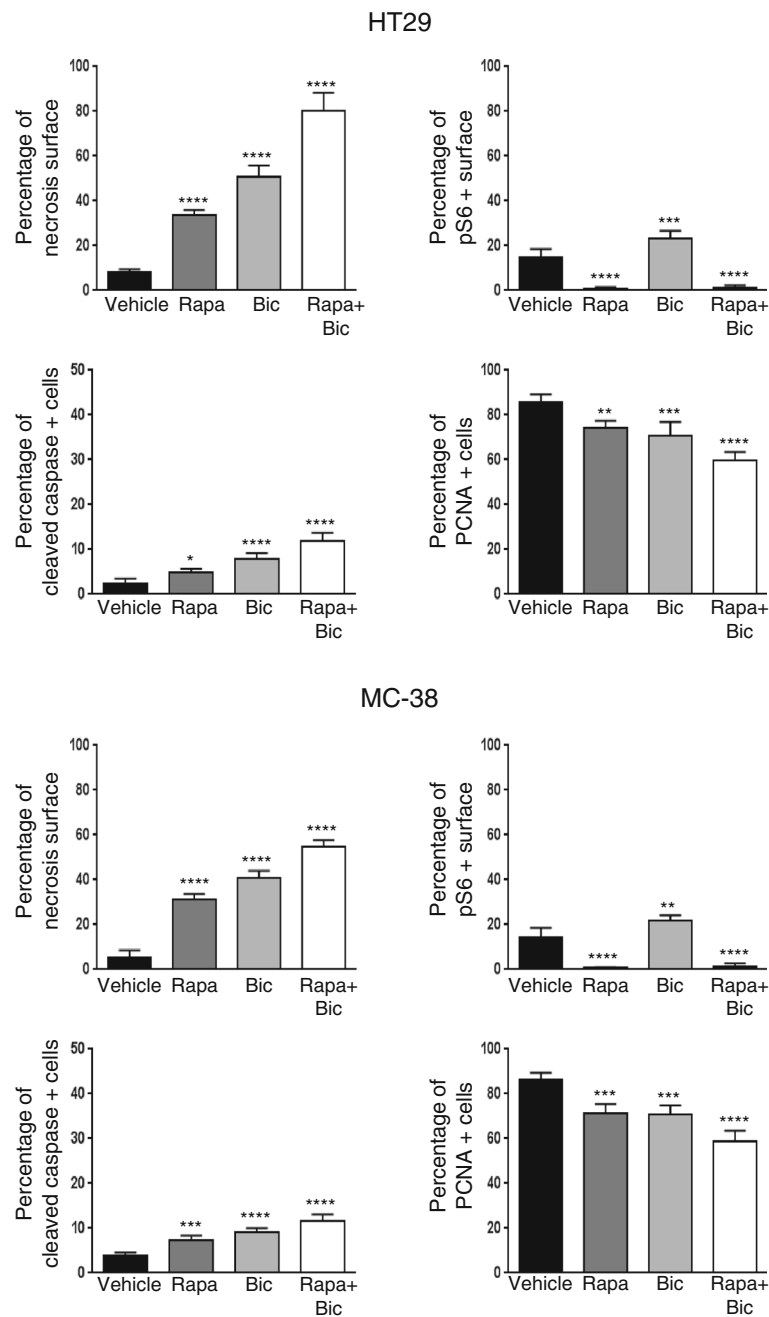 HT29
Percentage of
necrosis surface
100
80
60
40
20
0
****
****
****
Vehicle
Rapa
Bic
Rapa+
Bic
Percentage of
pS6 + surface
100
80
60
40
20
0
****
***
****
Vehicle
Rapa
Bic
Rapa+
Bic
Percentage of
cleaved caspase + cells
50
40
30
20
10
0
*
****
****
Vehicle
Rapa
Bic
Rapa+
Bic
Percentage of
PCNA + cells
100
80
60
40
20
0
**
***
****
Vehicle
Rapa
Bic
Rapa+
Bic
MC-38
Percentage of
necrosis surface
100
80
60
40
20
0
****
****
****
Vehicle
Rapa
Bic
Rapa+
Bic
Percentage of
pS6 + surface
100
80
60
40
20
0
****
**
****
Vehicle
Rapa
Bic
Rapa+
Bic
Percentage of
cleaved caspase + cells
50
40
30
20
10
0
***
****
****
Vehicle
Rapa
Bic
Rapa+
Bic
Percentage of
PCNA + cells
100
80
60
40
20
0
***
***
****
Vehicle
Rapa
Bic
Rapa+
Bic